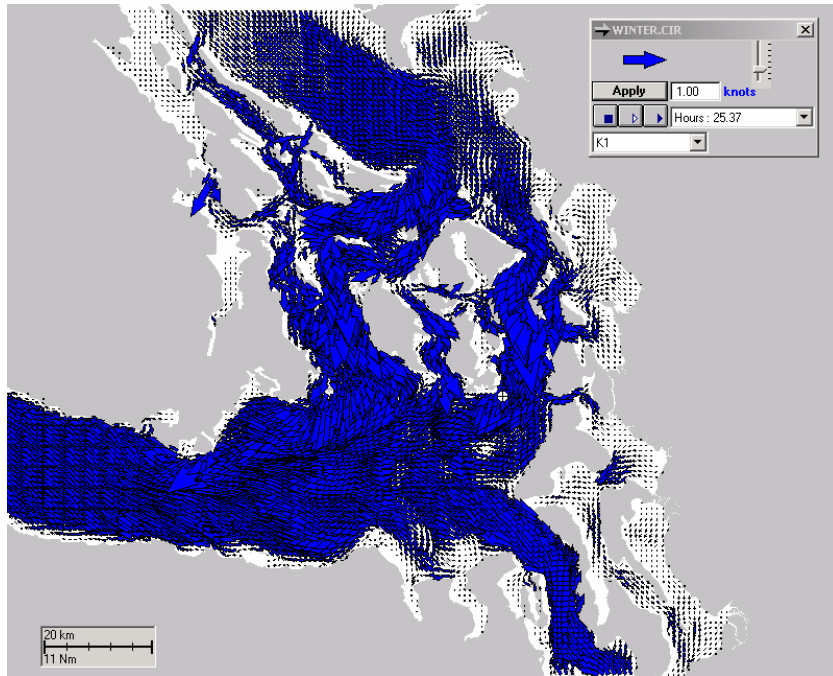 WINTER.CIR
Apply 1.00 knots
Hours : 25.37
K1
20 km
11 Nm